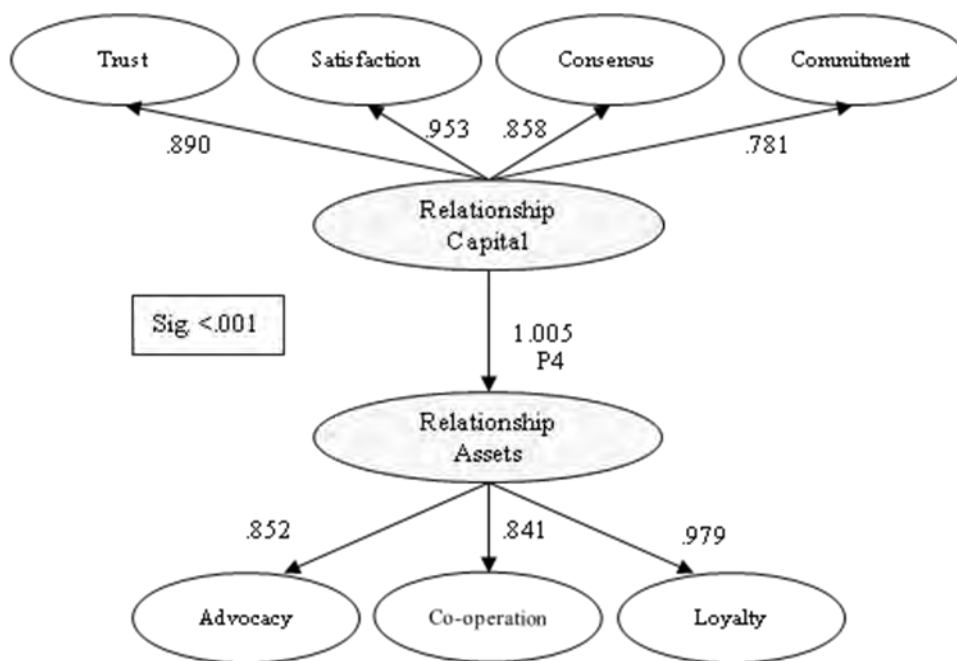 Trust
Satisfaction
Consensus
Commitment
.890
.953
.858
.781
Relationship
Capital
Sig. <.001
1.005
P4
Relationship
Assets
.852
.841
.979
Advocacy
Co-operation
Loyalty